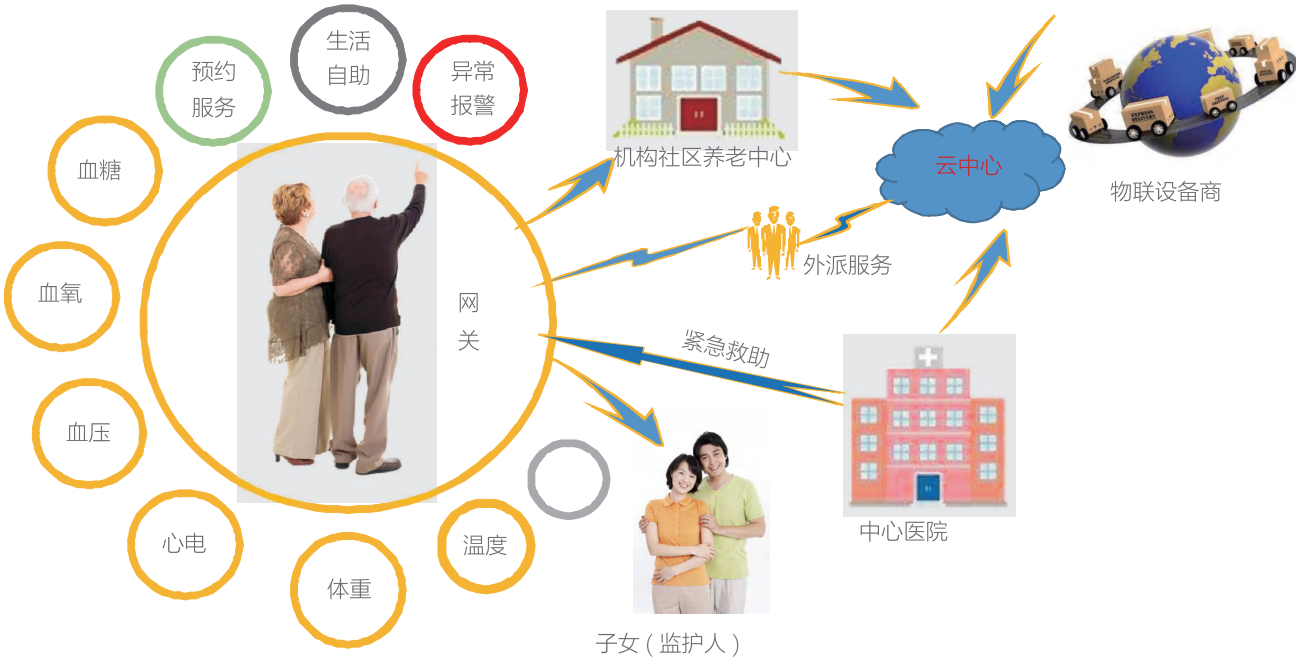 生活
自助
预约
服务
异常
报警
血糖
血氧
血压
心电
体重
温度
网
关
机构社区养老中心
云中心
物联设备商
外派服务
紧急救助
中心医院
子女（监护人）
EXPRESS
DELIVERY